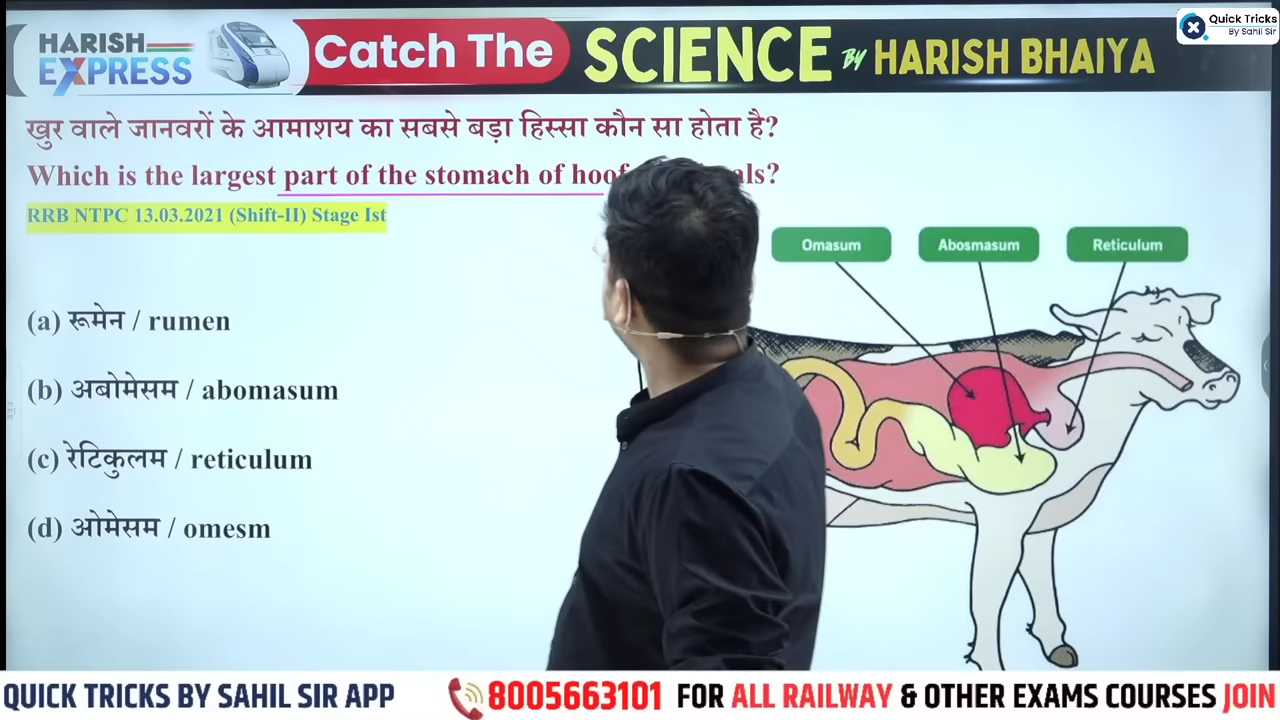 HARISH
EXPRESS
Catch The
SCIENCE BY HARISH BHAIYA
Quick Tricks
By Sahil Sir
खुर वाले जानवरों के आमाशय का सबसे बड़ा हिस्सा कौन सा होता है?
Which is the largest part of the stomach of
RRB NTPC 13.03.2021 (Shift-II) Stage Ist
(a) रूमेन / rumen
(b) अबोमेसम / abomasum
(c) रेटिकुलम / reticulum
(d) ओमेसम / omesm
Omasum
Abosmasum
Reticulum
QUICK TRICKS BY SAHIL SIR APP 8005663101 FOR ALL RAILWAY & OTHER EXAMS COURSES JOIN